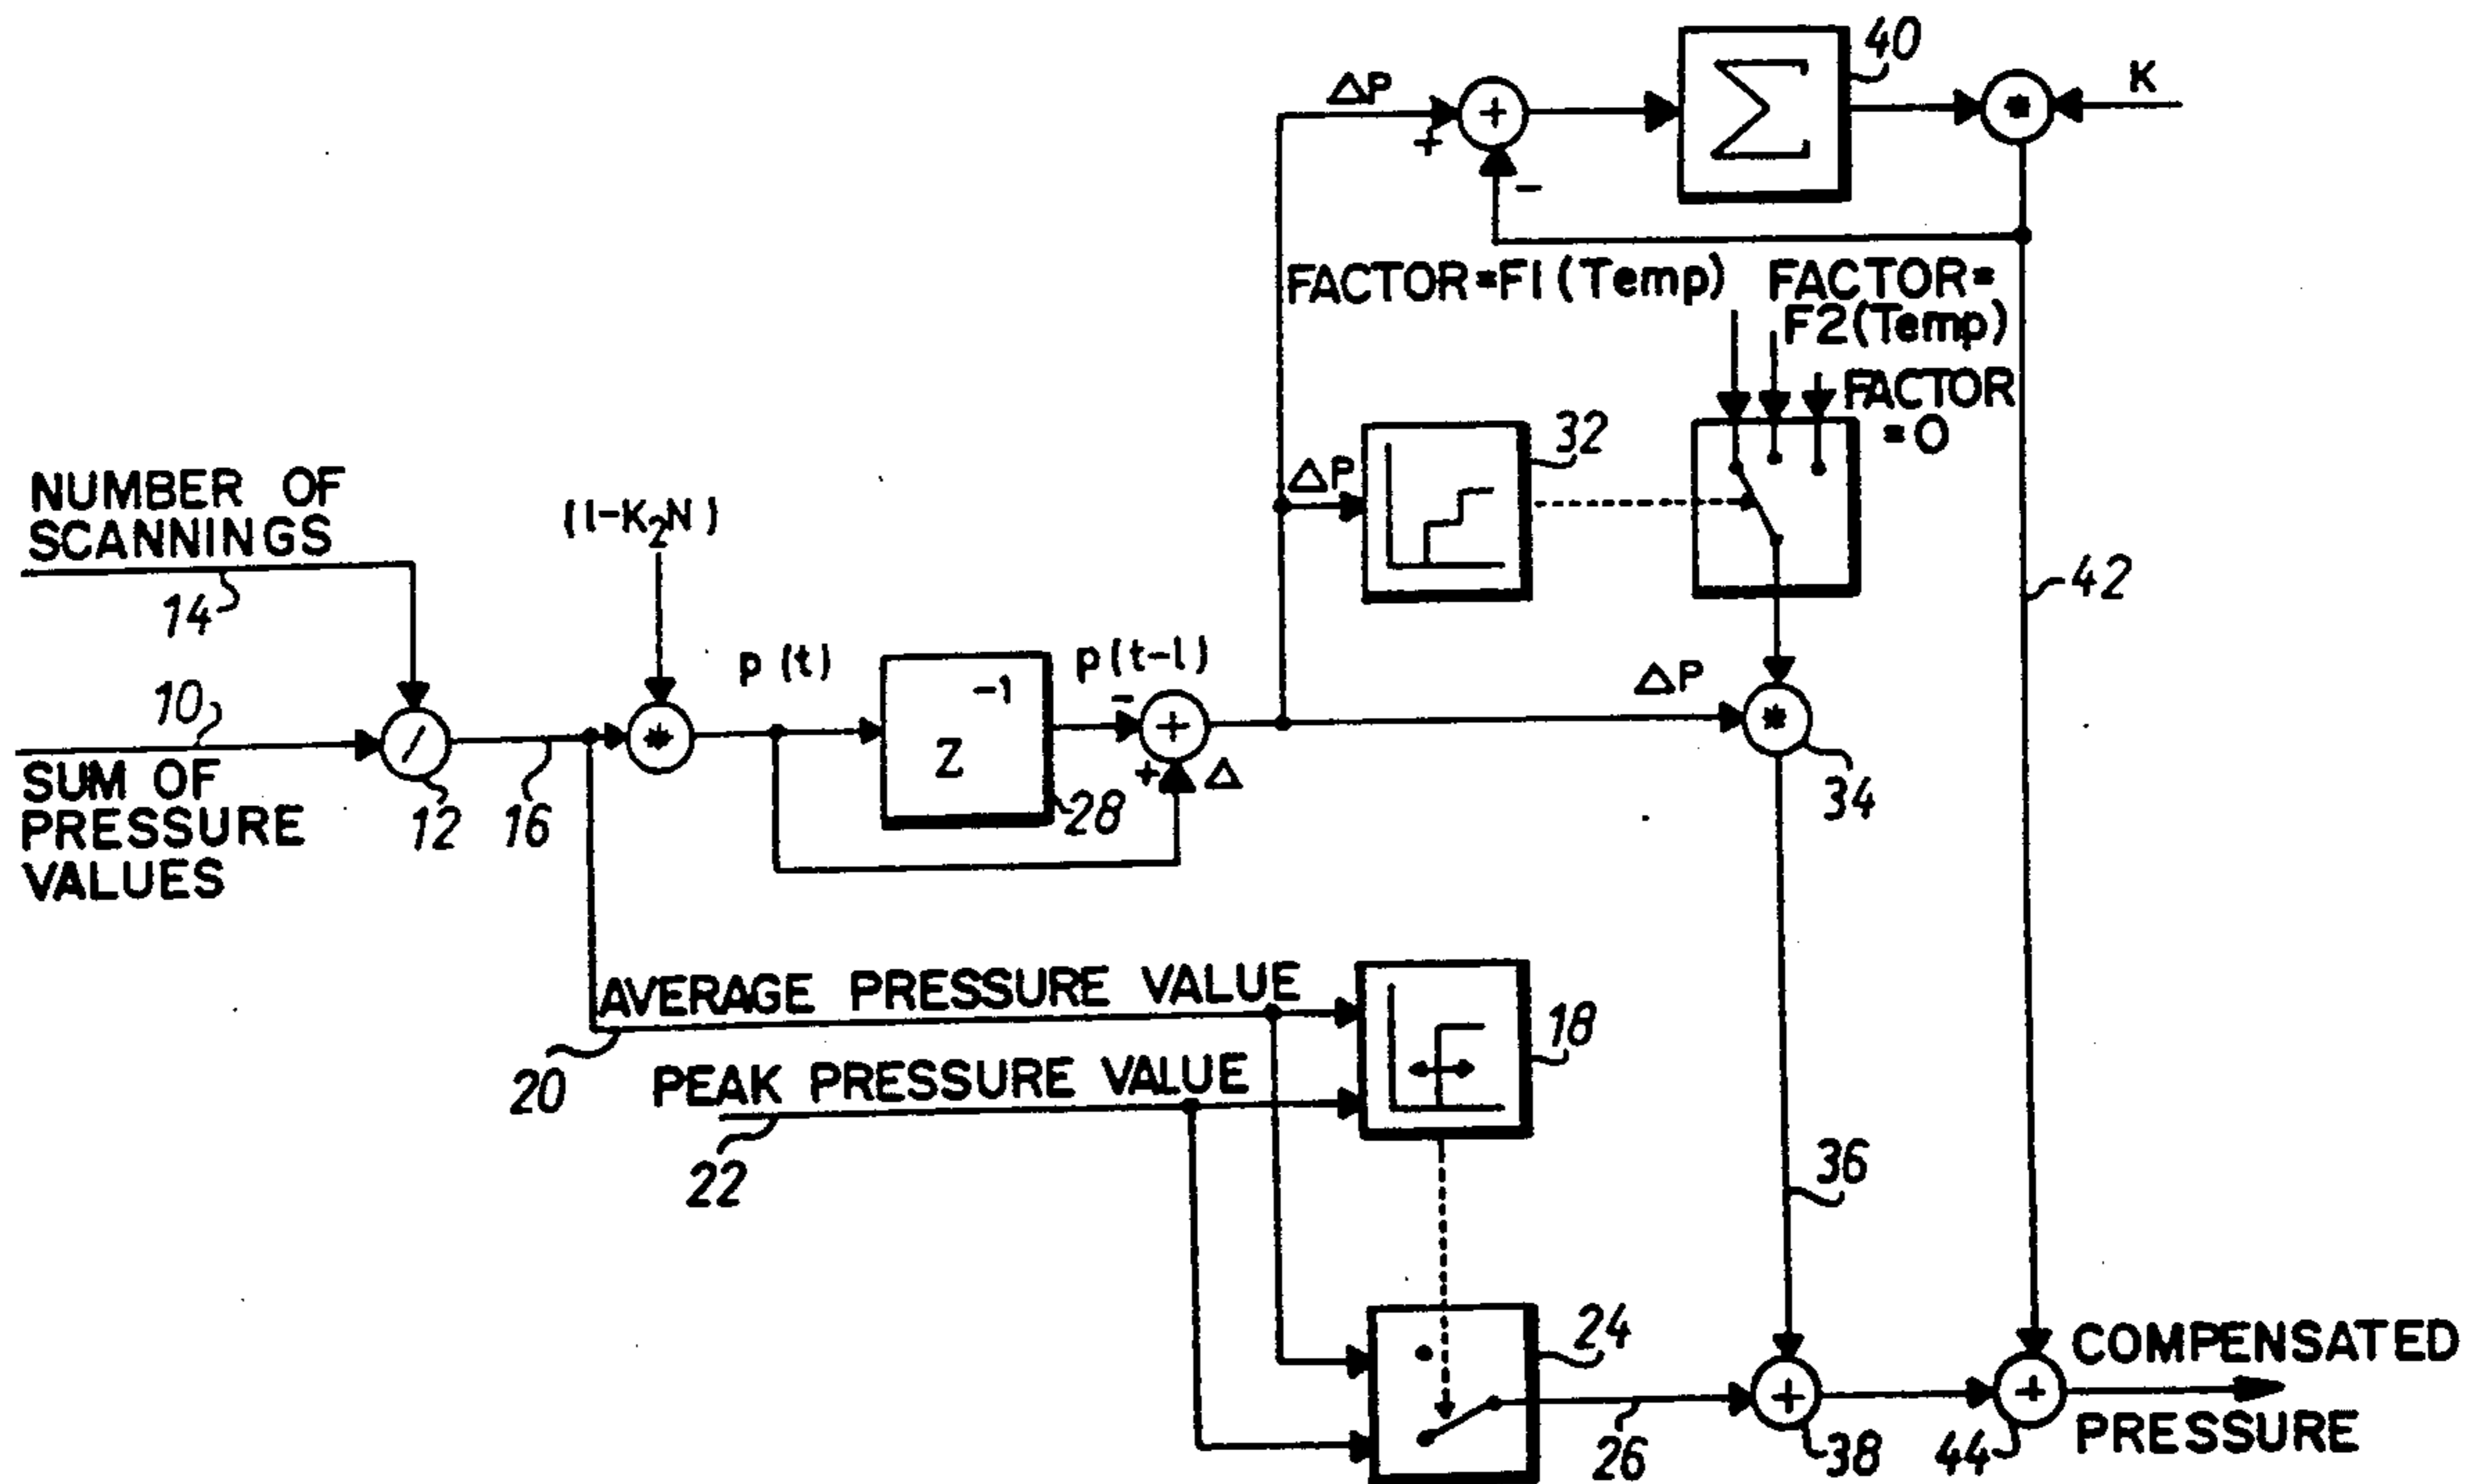 40
ΔP
+
+
-
Σ
*
K
FACTOR=F1(Temp)
FACTOR=
F2(Temp)
FACTOR
=0
32
ΔP
NUMBER OF
SCANNINGS
14
(1-K2N)
42
10
SUM OF
PRESSURE
VALUES
/
12
16
*
p(t)
Z-1
28
p(t-1)
-
+
+
Δ
ΔP
*
34
AVERAGE PRESSURE VALUE
20
PEAK PRESSURE VALUE
22
18
36
24
26
+
38
+
44
COMPENSATED
PRESSURE